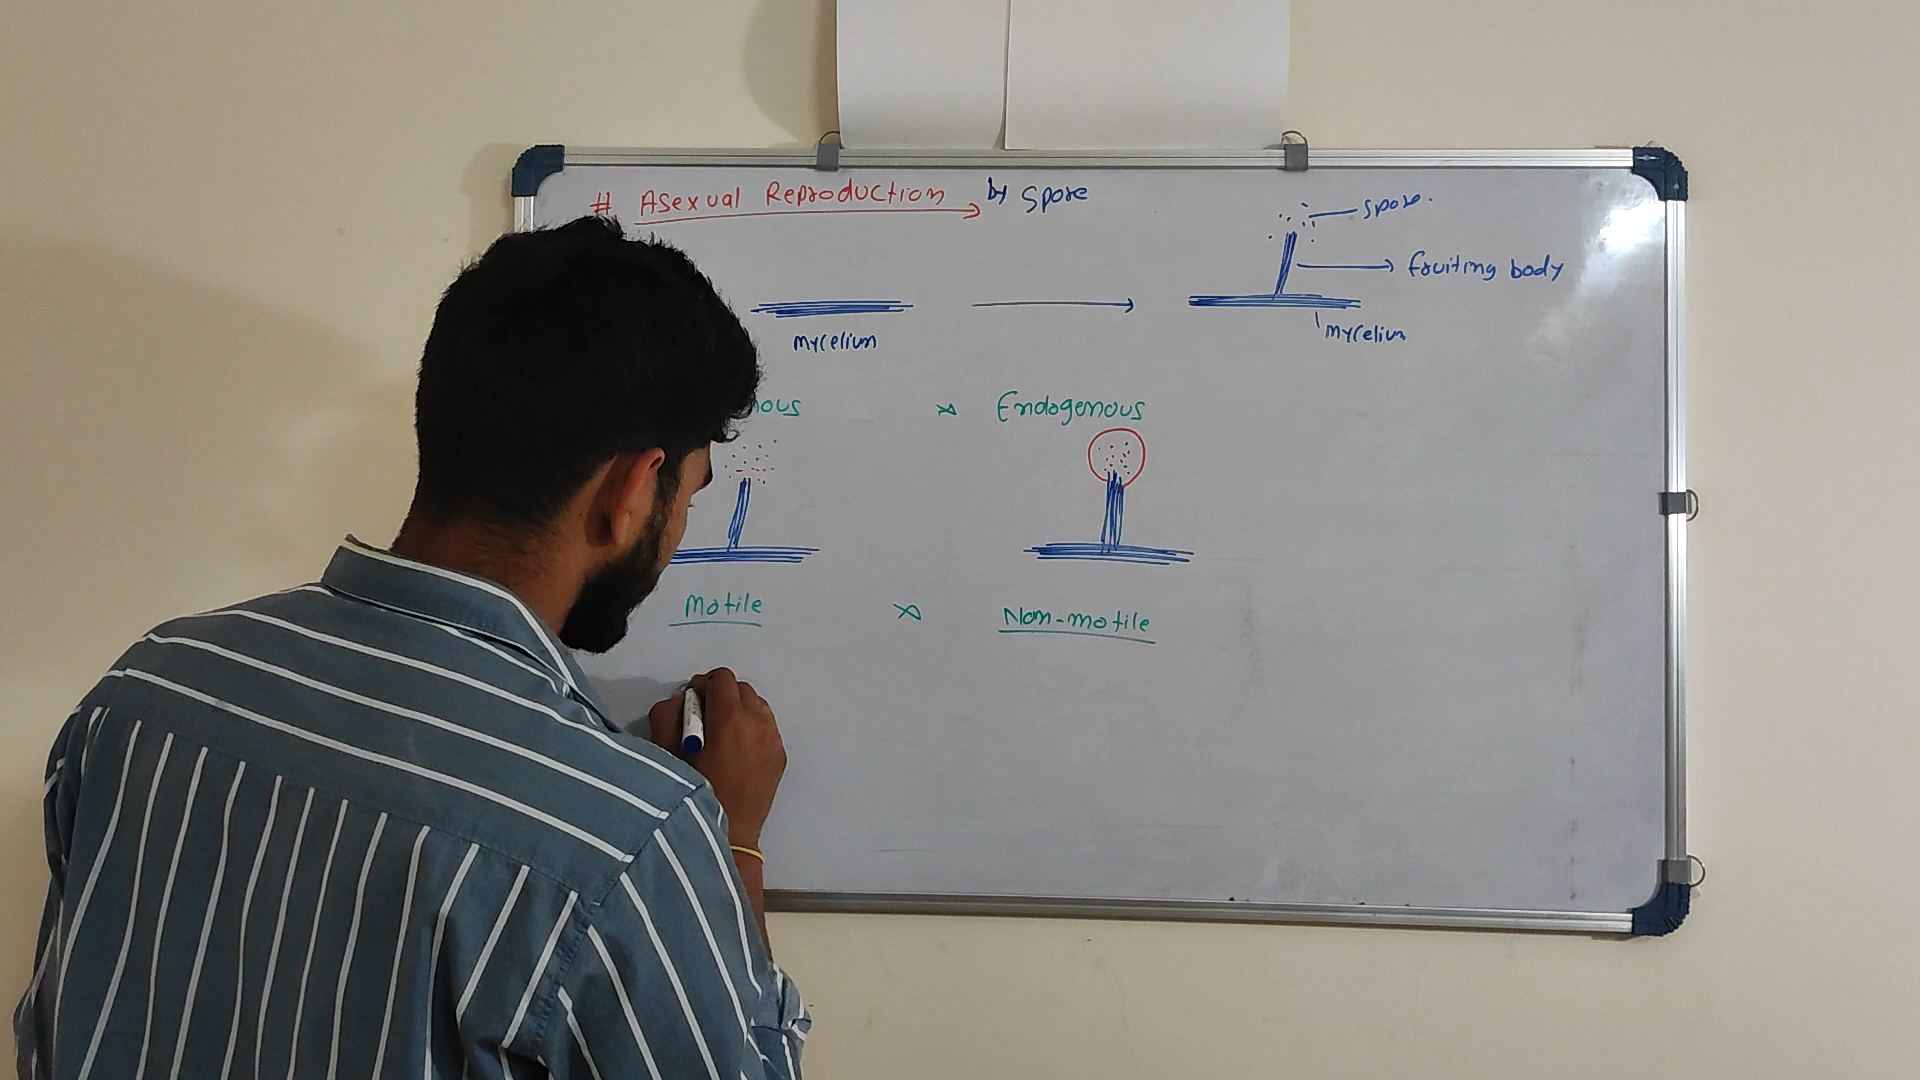 # Asexual Reproduction by spore
spore.
fruiting body
mycelium
mycelium
nous × Endogenous
Motile × Non-motile